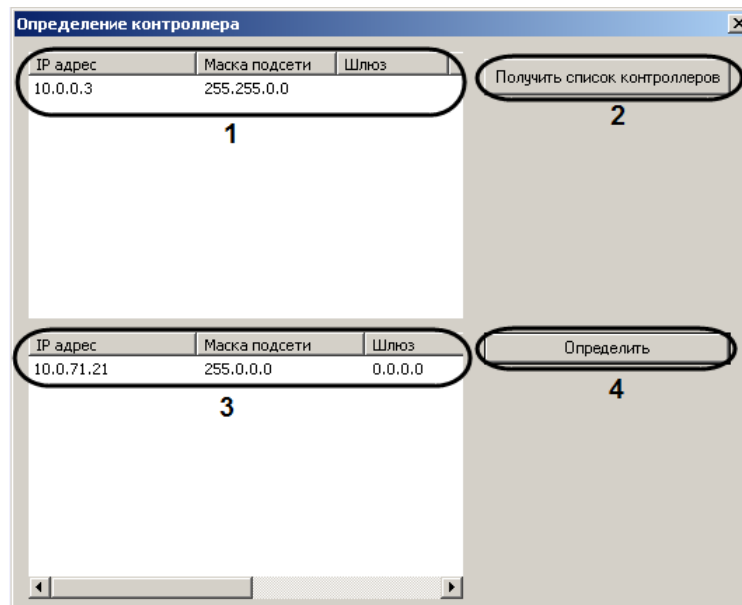 Определение контроллера
IP адрес Маска подсети Шлюз
10.0.0.3 255.255.0.0
1
Получить список контроллеров
2
IP адрес Маска подсети Шлюз
10.0.71.21 255.0.0.0 0.0.0.0
3
Определить
4